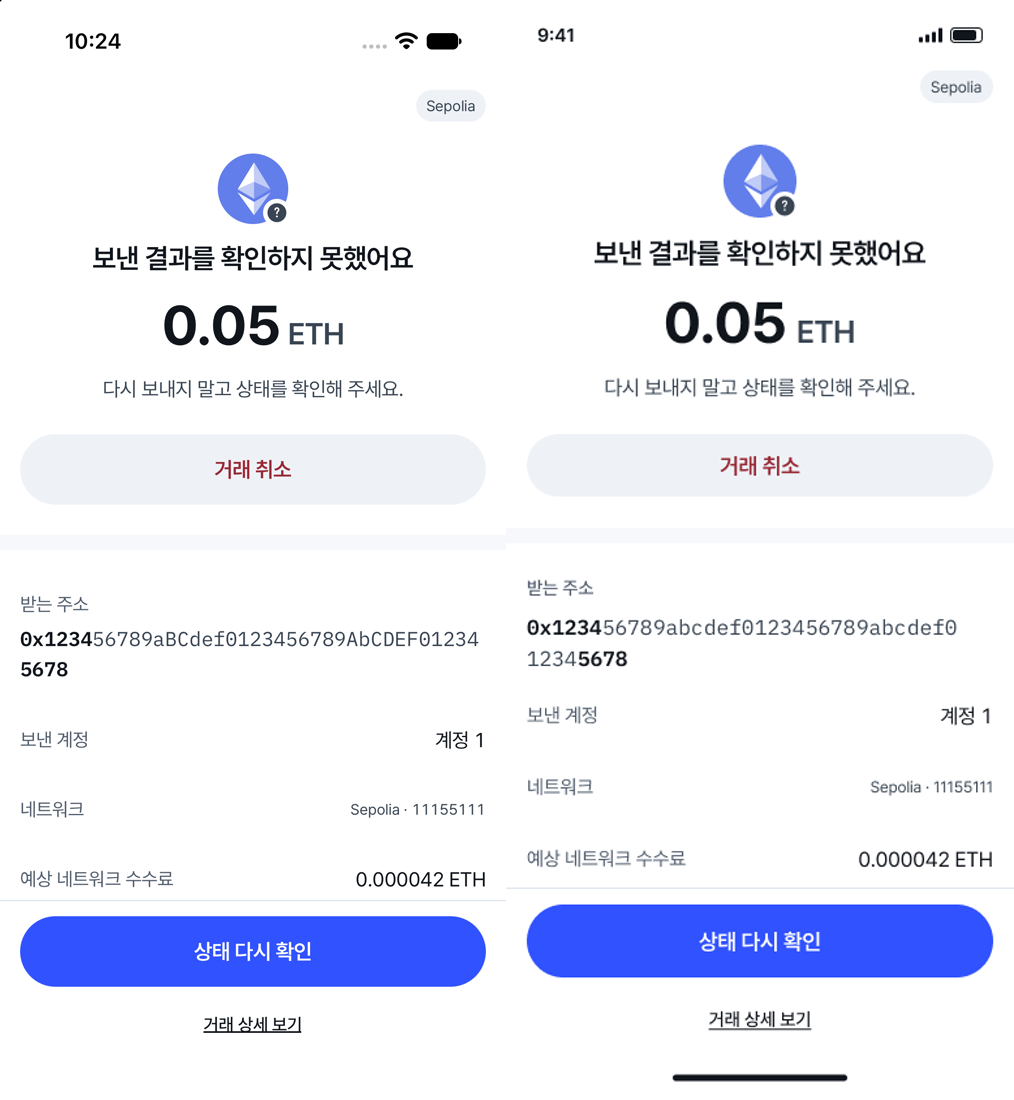 10:24
Sepolia
?
보낸 결과를 확인하지 못했어요
0.05 ETH
다시 보내지 말고 상태를 확인해 주세요.
거래 취소
받는 주소
0x123456789aBCdef0123456789AbCDEF01234
5678
보낸 계정 계정 1
네트워크 Sepolia · 11155111
예상 네트워크 수수료 0.000042 ETH
상태 다시 확인
거래 상세 보기
9:41
Sepolia
?
보낸 결과를 확인하지 못했어요
0.05 ETH
다시 보내지 말고 상태를 확인해 주세요.
거래 취소
받는 주소
0x123456789abcdef0123456789abcdef0
12345678
보낸 계정 계정 1
네트워크 Sepolia · 11155111
예상 네트워크 수수료 0.000042 ETH
상태 다시 확인
거래 상세 보기